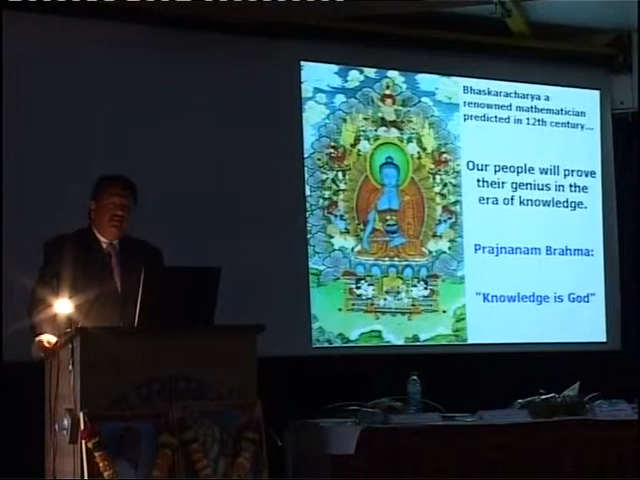 Bhaskaracharya a
renowned mathematician
predicted in 12th century...
Our people will prove
their genius in the new
era of knowledge.
Prajnanam Brahma:
"Knowledge is God"